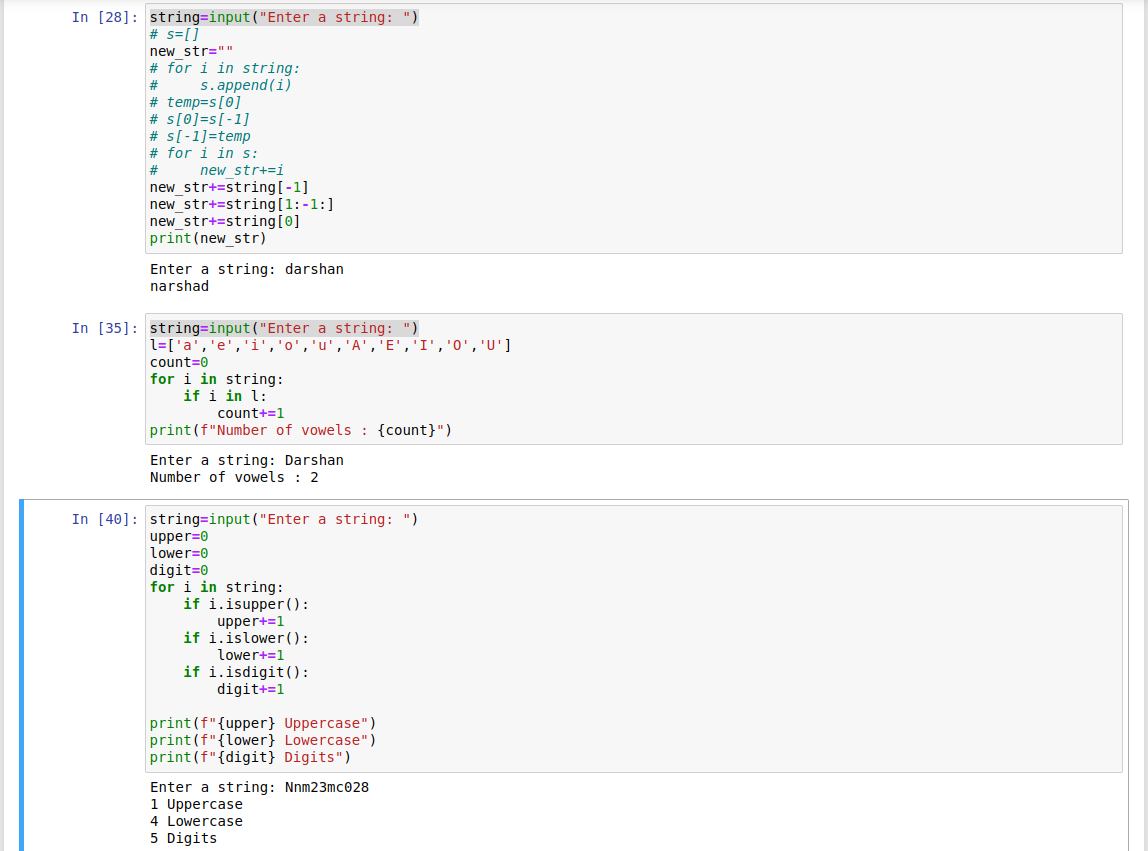 In [28]: string=input("Enter a string: ")
# s=[]
new_str=""
# for i in string:
#     s.append(i)
# temp=s[0]
# s[0]=s[-1]
# s[-1]=temp
# for i in s:
#     new_str+=i
new_str+=string[-1]
new_str+=string[1:-1:]
new_str+=string[0]
print(new_str)
Enter a string: darshan
narshad
In [35]: string=input("Enter a string: ")
l=['a','e','i','o','u','A','E','I','O','U']
count=0
for i in string:
    if i in l:
        count+=1
print(f"Number of vowels : {count}")
Enter a string: Darshan
Number of vowels : 2
In [40]: string=input("Enter a string: ")
upper=0
lower=0
digit=0
for i in string:
    if i.isupper():
        upper+=1
    if i.islower():
        lower+=1
    if i.isdigit():
        digit+=1
print(f"{upper} Uppercase")
print(f"{lower} Lowercase")
print(f"{digit} Digits")
Enter a string: Nnm23mc028
1 Uppercase
4 Lowercase
5 Digits